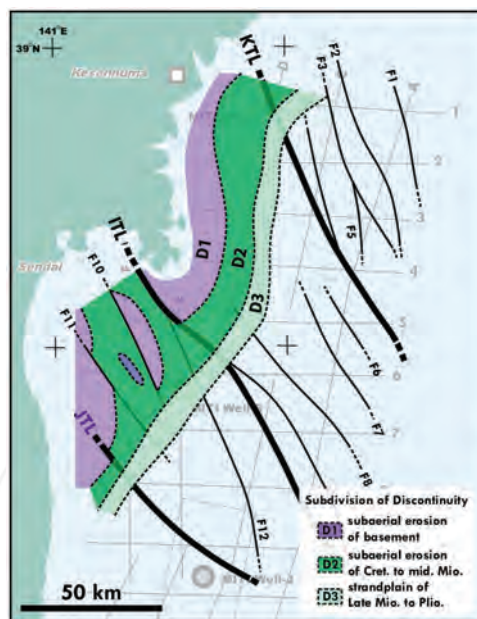 141°E
39°N
Kesennuma
KTL
F2
F3
F1
1
2
D1
D2
F5
3
ITL
Sendai
F10
4
D3
F11
5
F6
6
MITI Well-1
F7
JTL
7
F8
Subdivision of Discontinuity
D1 subaerial erosion
of basement
F12
D2 subaerial erosion
of Cret. to mid. Mio.
D3 strandplain of
Late Mio. to Plio.
50 km